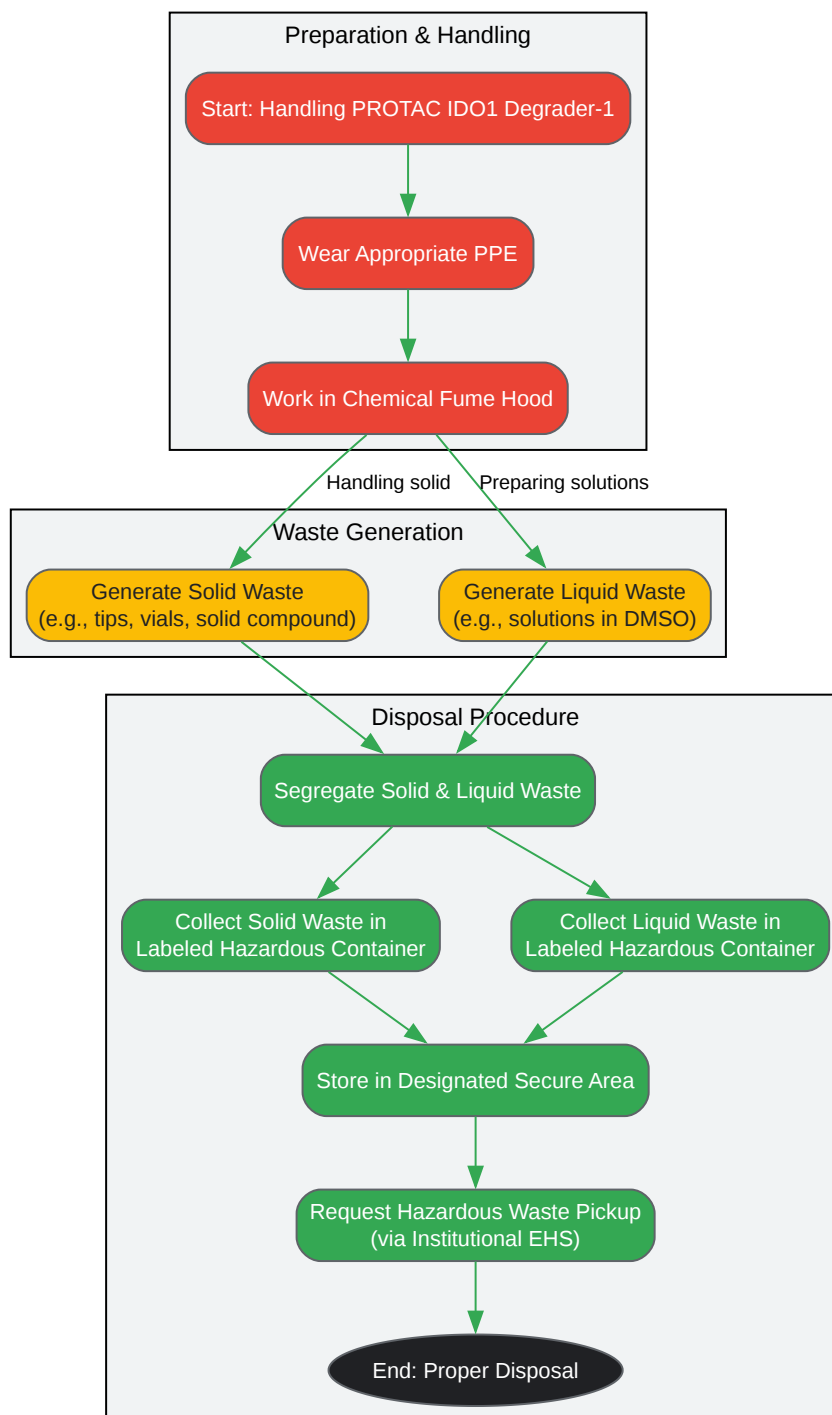 Preparation & Handling
Start: Handling PROTAC IDO1 Degrader-1
Wear Appropriate PPE
Work in Chemical Fume Hood
Handling solid
Preparing solutions
Waste Generation
Generate Solid Waste
(e.g., tips, vials, solid compound)
Generate Liquid Waste
(e.g., solutions in DMSO)
Disposal Procedure
Segregate Solid & Liquid Waste
Collect Solid Waste in
Labeled Hazardous Container
Collect Liquid Waste in
Labeled Hazardous Container
Store in Designated Secure Area
Request Hazardous Waste Pickup
(via Institutional EHS)
End: Proper Disposal